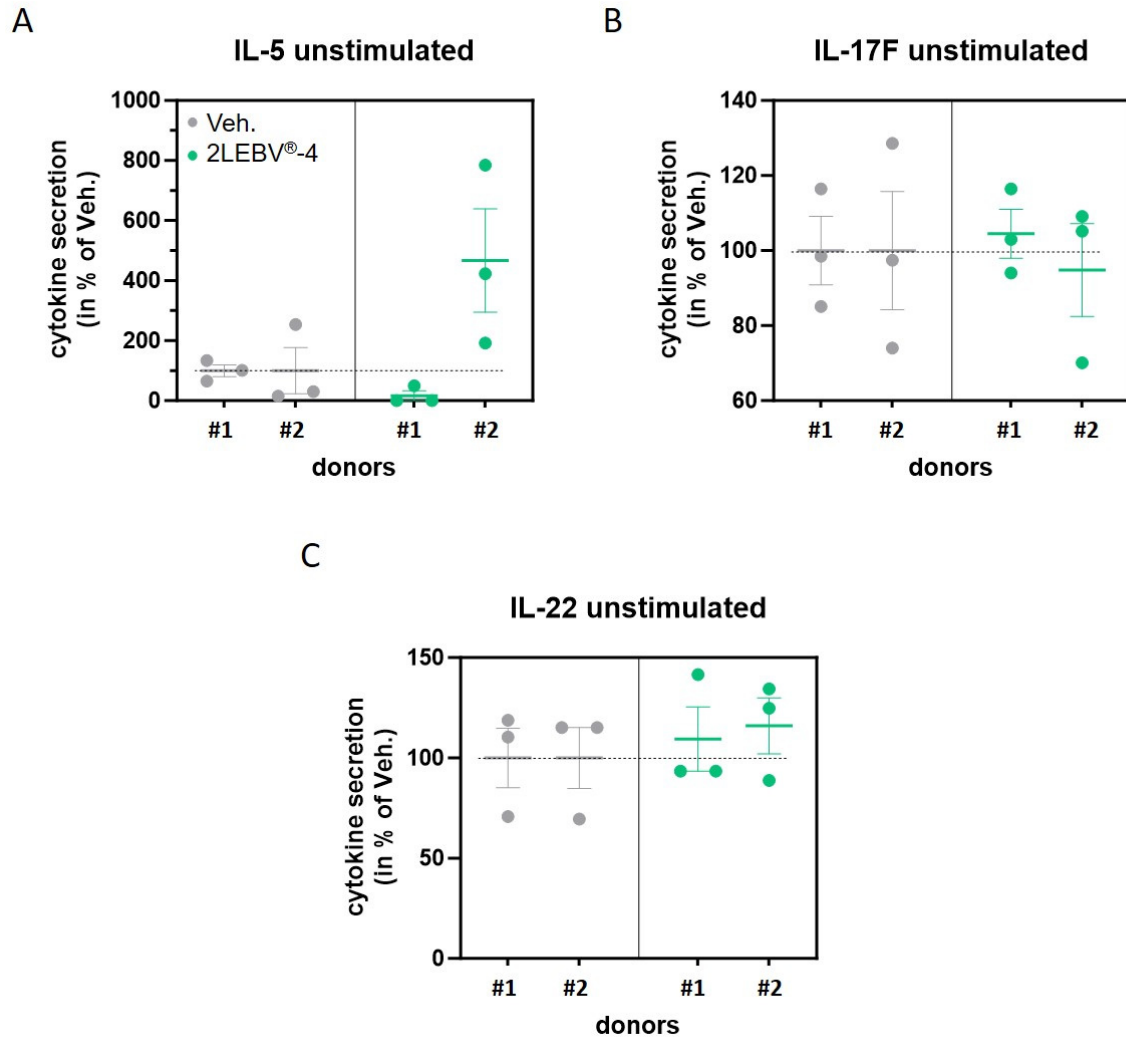 A
IL-5 unstimulated
cytokine secretion
(in % of Veh.)
1000
800
600
400
200
0
Veh.
2LEBV®-4
#1 #2 #1 #2
donors
B
IL-17F unstimulated
cytokine secretion
(in % of Veh.)
140
120
100
80
60
#1 #2 #1 #2
donors
C
IL-22 unstimulated
cytokine secretion
(in % of Veh.)
150
100
50
0
#1 #2 #1 #2
donors